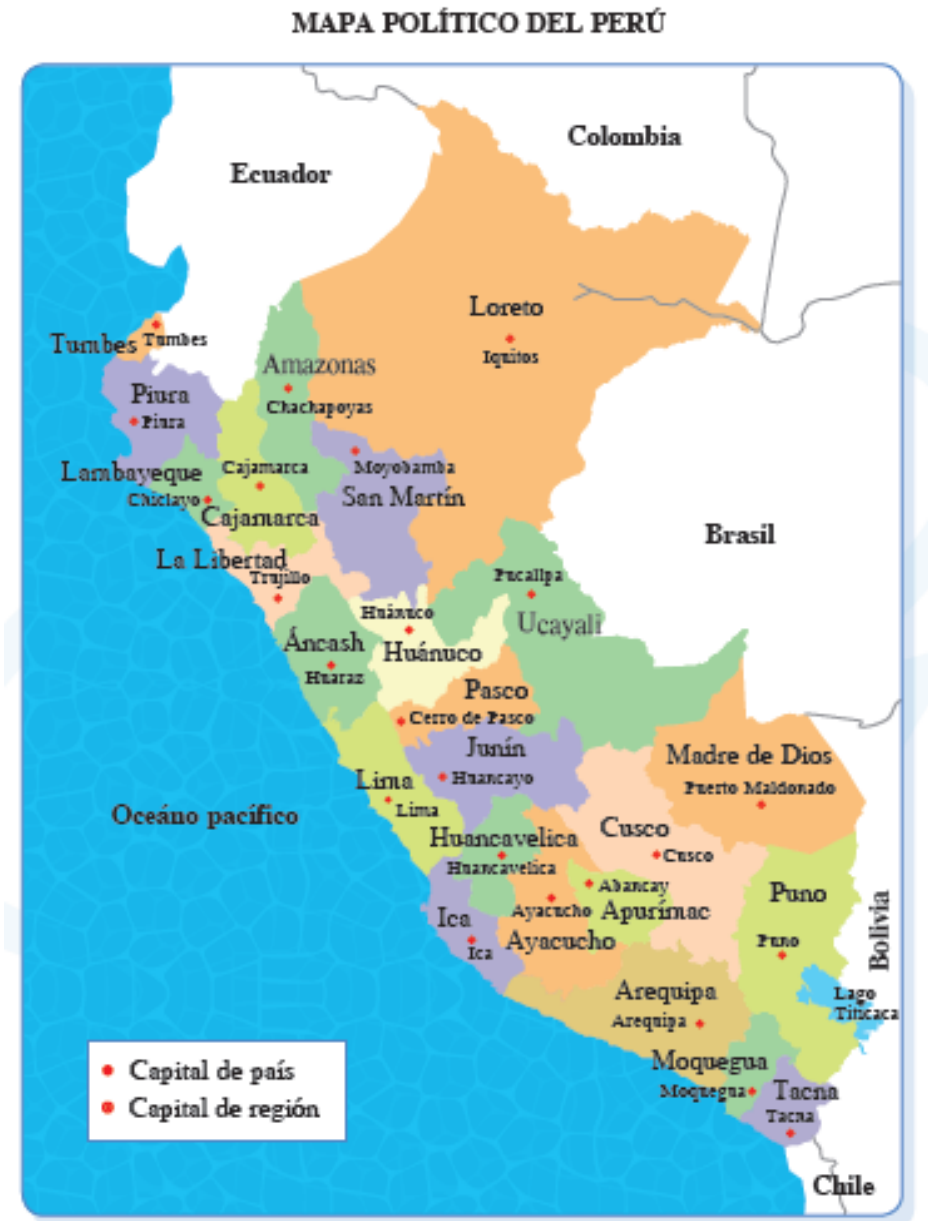 MAPA POLÍTICO DEL PERÚ
Colombia
Ecuador
Loreto
Iquitos
Tumbes
Tumbes
Amazonas
Chachapoyas
Piura
Piura
Lambayeque
Chiclayo
Cajamarca
Cajamarca
Moyobamba
San Martín
Brasil
La Libertad
Trujillo
Pucallpa
Ucayali
Huánuco
Huánuco
Áncash
Huaraz
Pasco
Cerro de Pasco
Junín
Huancayo
Madre de Dios
Puerto Maldonado
Lima
Lima
Océano pacífico
Cusco
Cusco
Huancavelica
Huancavelica
Abancay
Apurímac
Ayacucho
Ayacucho
Ica
Ica
Puno
Puno
Bolivia
Lago
Titicaca
Arequipa
Arequipa
Moquegua
Moquegua
Tacna
Tacna
Chile
Capital de país
Capital de región